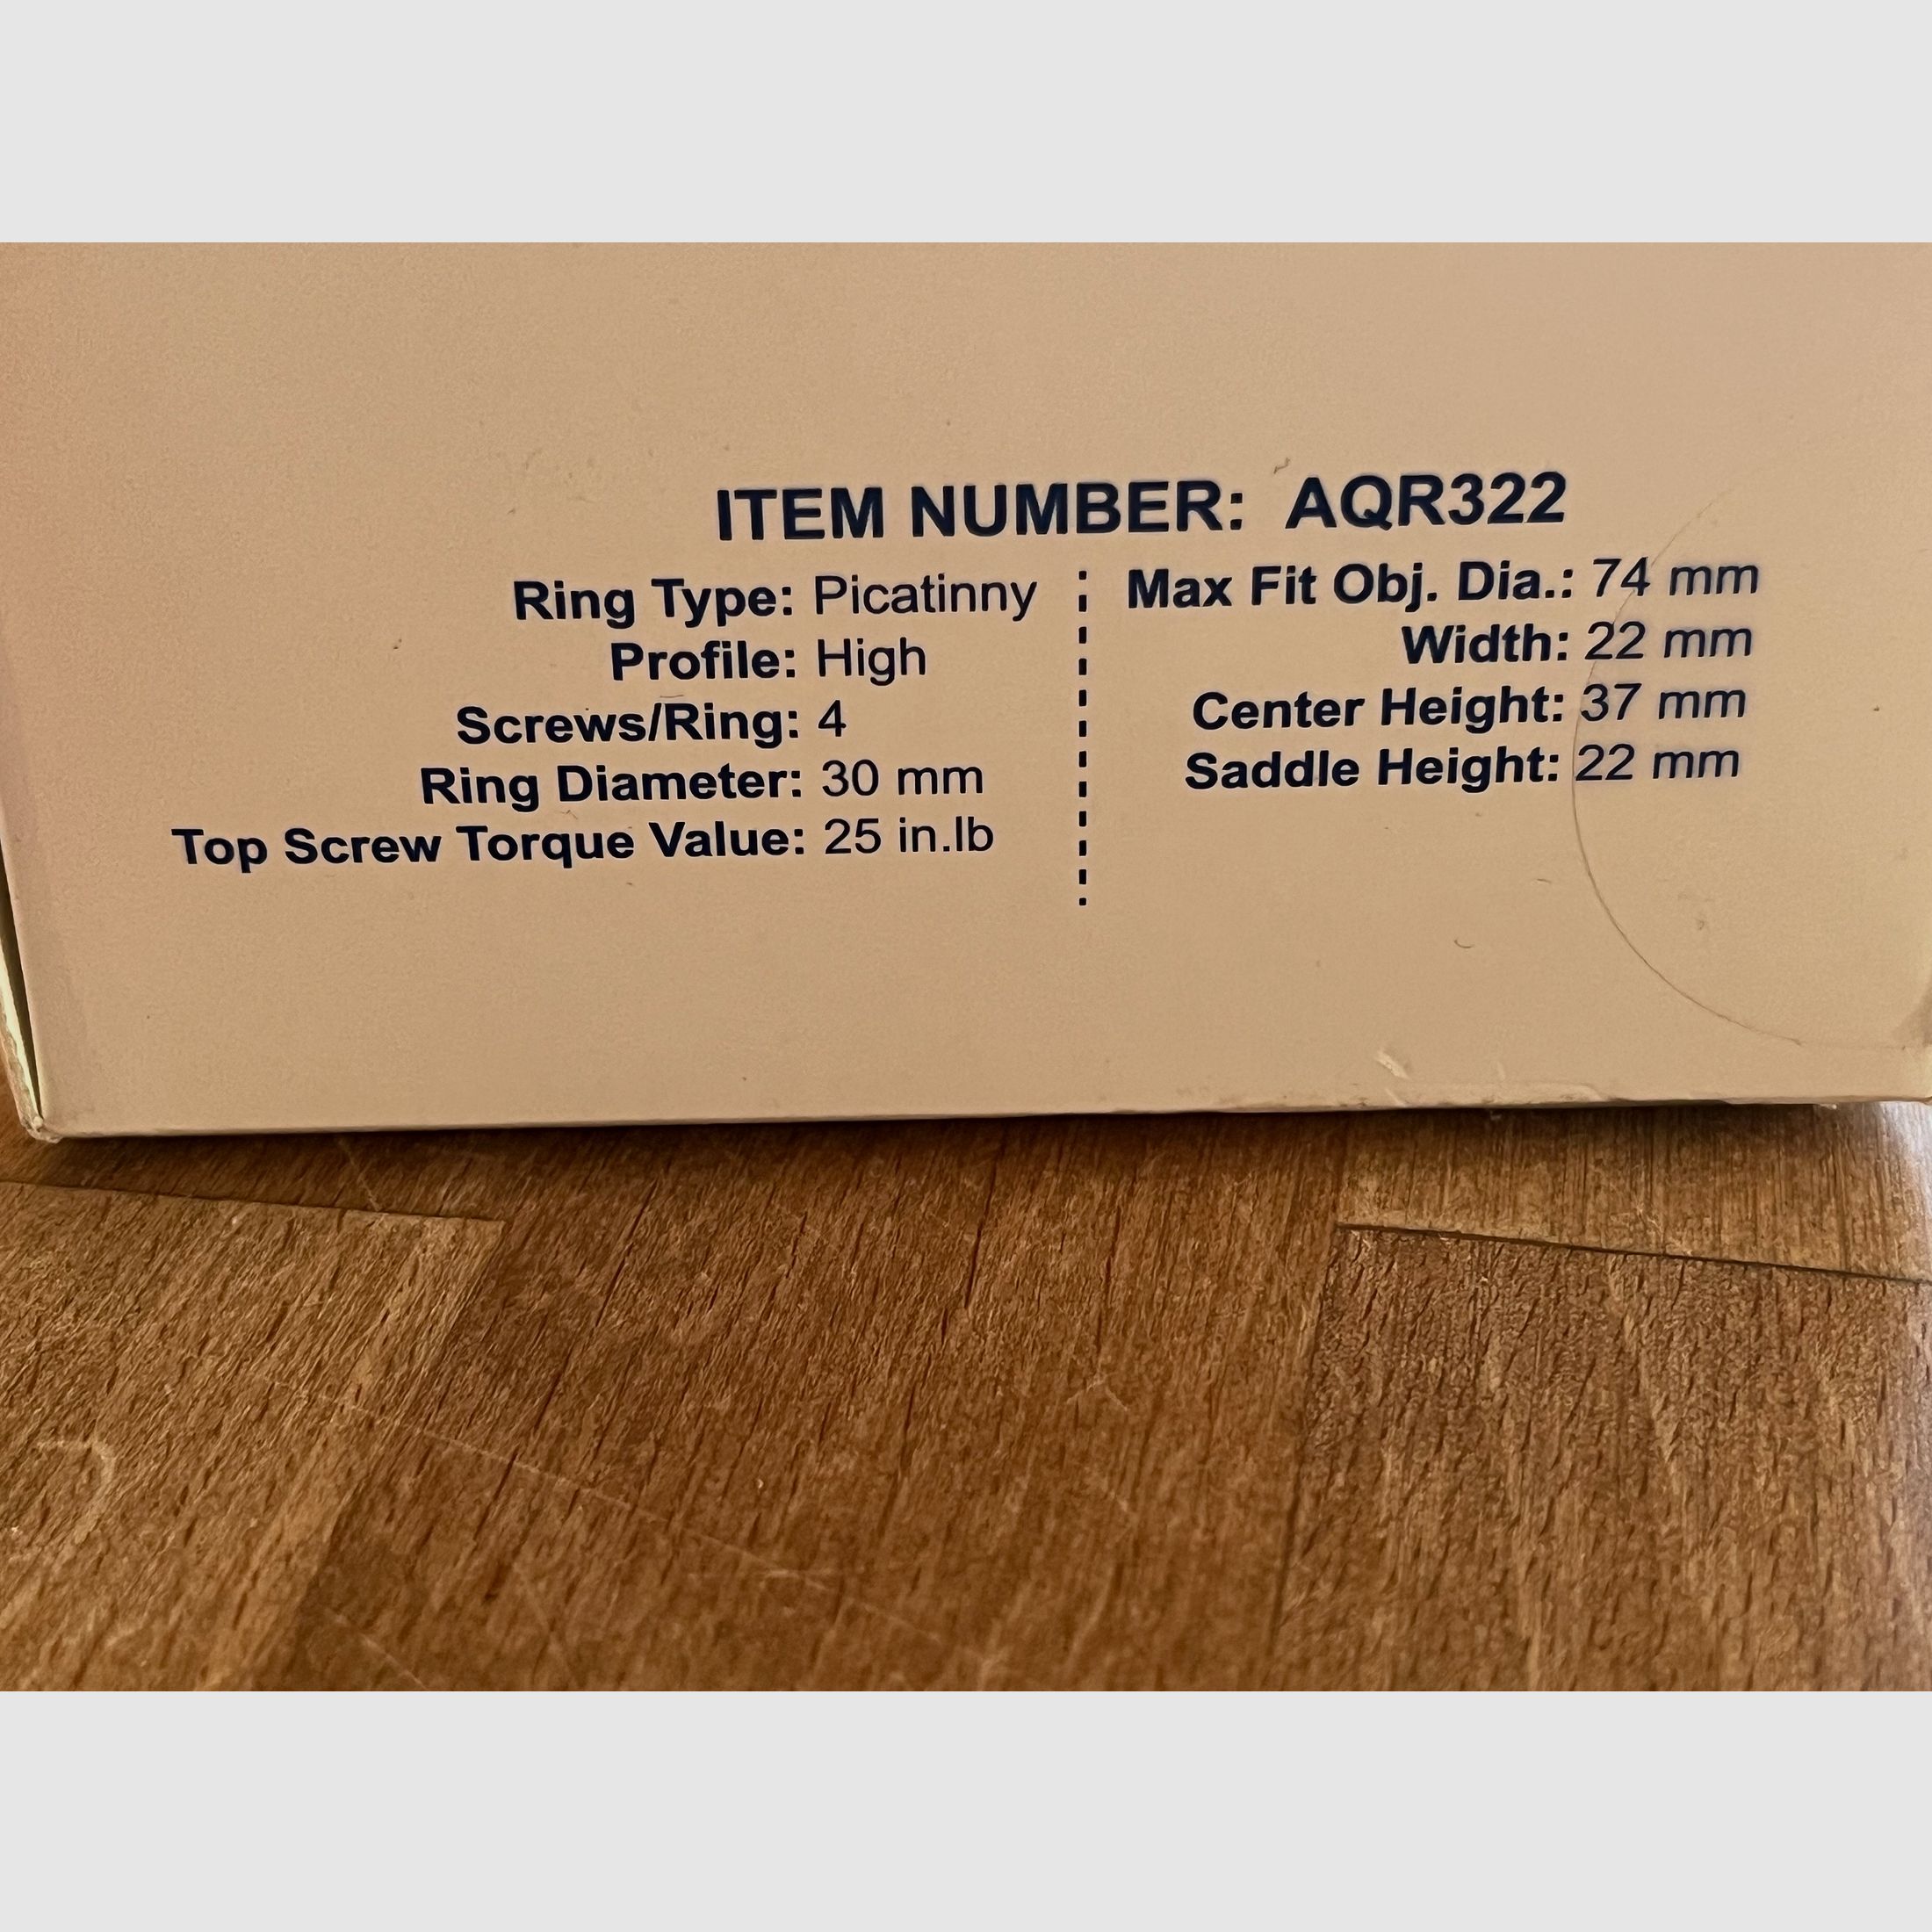 ITEM NUMBER: AQR322
Ring Type: Picatinny
Profile: High
Screws/Ring: 4
Ring Diameter: 30 mm
Top Screw Torque Value: 25 in.lb
Max Fit Obj. Dia.: 74 mm
Width: 22 mm
Center Height: 37 mm
Saddle Height: 22 mm